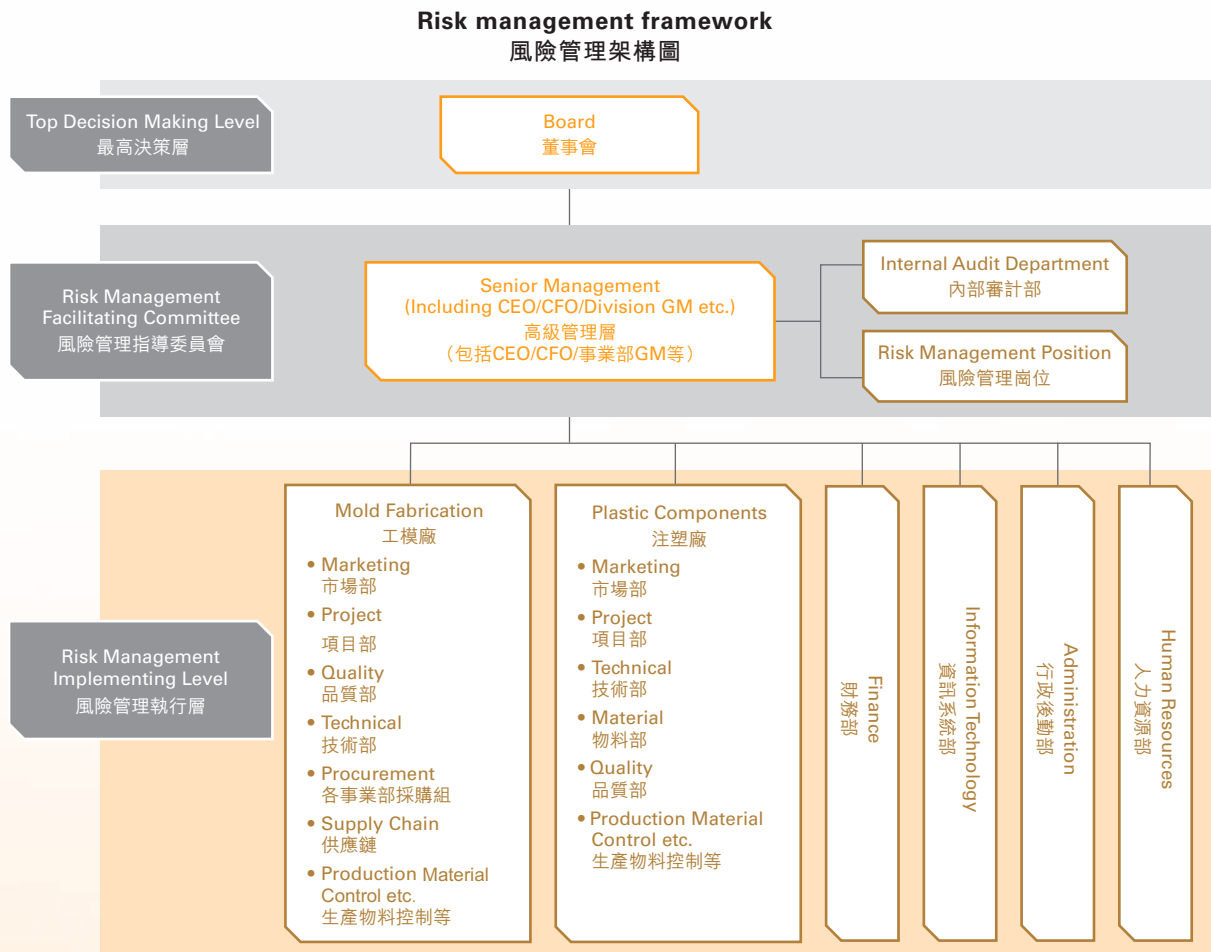 Risk management framework
風險管理架構圖
Top Decision Making Level
最高決策層
Board
董事會
Risk Management
Facilitating Committee
風險管理指導委員會
Senior Management
(Including CEO/CFO/Division GM etc.)
高級管理層
（包括CEO/CFO/事業部GM等）
Internal Audit Department
內部審計部
Risk Management Position
風險管理崗位
Risk Management
Implementing Level
風險管理執行層
Mold Fabrication
工模廠
• Marketing
市場部
• Project
項目部
• Quality
品質部
• Technical
技術部
• Procurement
各事業部採購組
• Supply Chain
供應鏈
• Production Material
Control etc.
生產物料控制等
Plastic Components
注塑廠
• Marketing
市場部
• Project
項目部
• Technical
技術部
• Material
物料部
• Quality
品質部
• Production Material
Control etc.
生產物料控制等
Finance
財務部
Information Technology
資訊系統部
Administration
行政後勤部
Human Resources
人力資源部